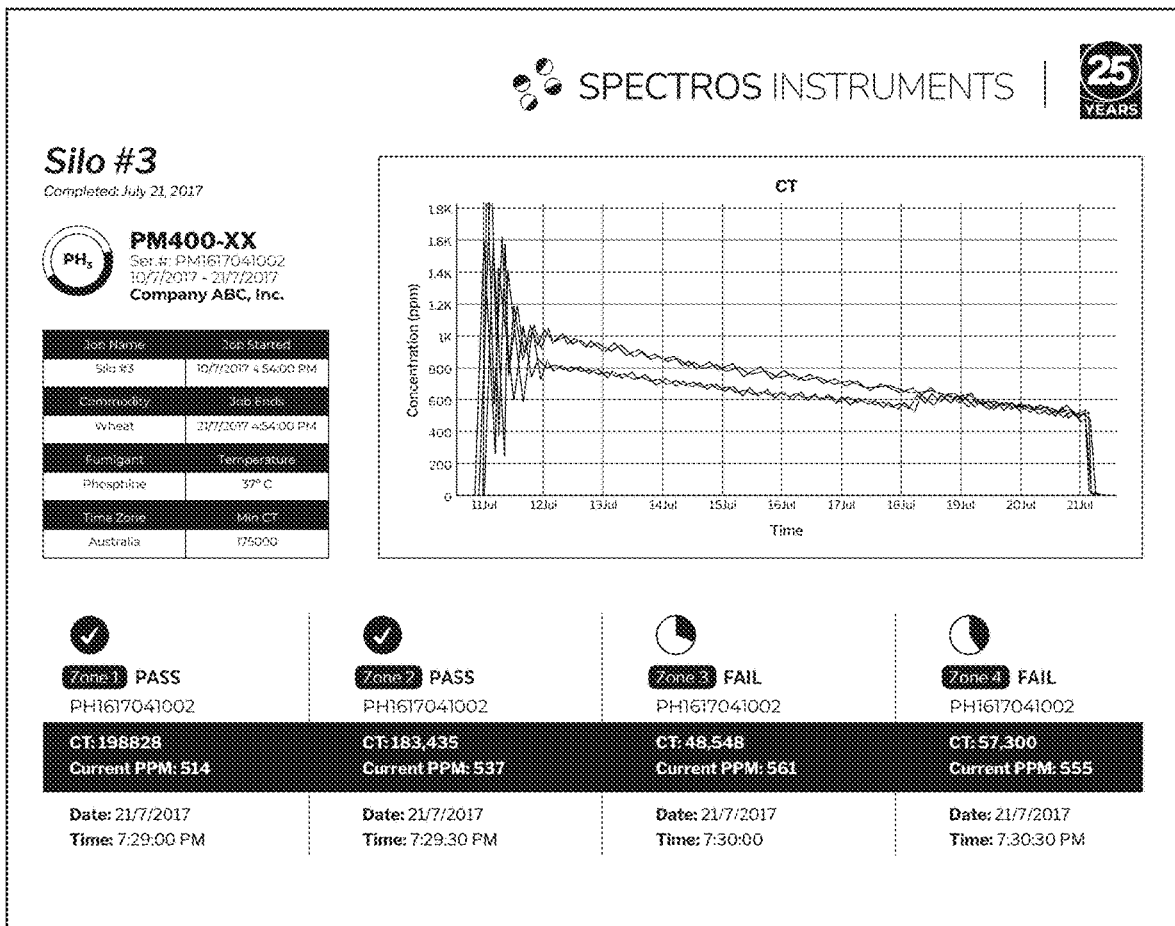 SPECTROS INSTRUMENTS
25
YEARS
Silo #3
Completed: July 21, 2017
PH3
PM400-XX
Ser.#: PM1617041002
10/7/2017 - 21/7/2017
Company ABC, Inc.
Job Name Job Started
Silo #3 10/7/2017 4:54:00 PM
Commodity Job Ends
Wheat 21/7/2017 4:54:00 PM
Fumigant Temperature
Phosphine 37° C
Time Zone Min CT
Australia 175000
CT
1.8K
1.6K
1.4K
1.2K
1K
800
600
400
200
0
Concentration (ppm)
11Jul 12Jul 13Jul 14Jul 15Jul 16Jul 17Jul 18Jul 19Jul 20Jul 21Jul
Time
Zone 1 PASS
PH1617041002
CT: 198828
Current PPM: 514
Date: 21/7/2017
Time: 7:29:00 PM
Zone 2 PASS
PH1617041002
CT: 183,435
Current PPM: 537
Date: 21/7/2017
Time: 7:29:30 PM
Zone 3 FAIL
PH1617041002
CT: 48,548
Current PPM: 561
Date: 21/7/2017
Time: 7:30:00
Zone 4 FAIL
PH1617041002
CT: 57,300
Current PPM: 555
Date: 21/7/2017
Time: 7:30:30 PM